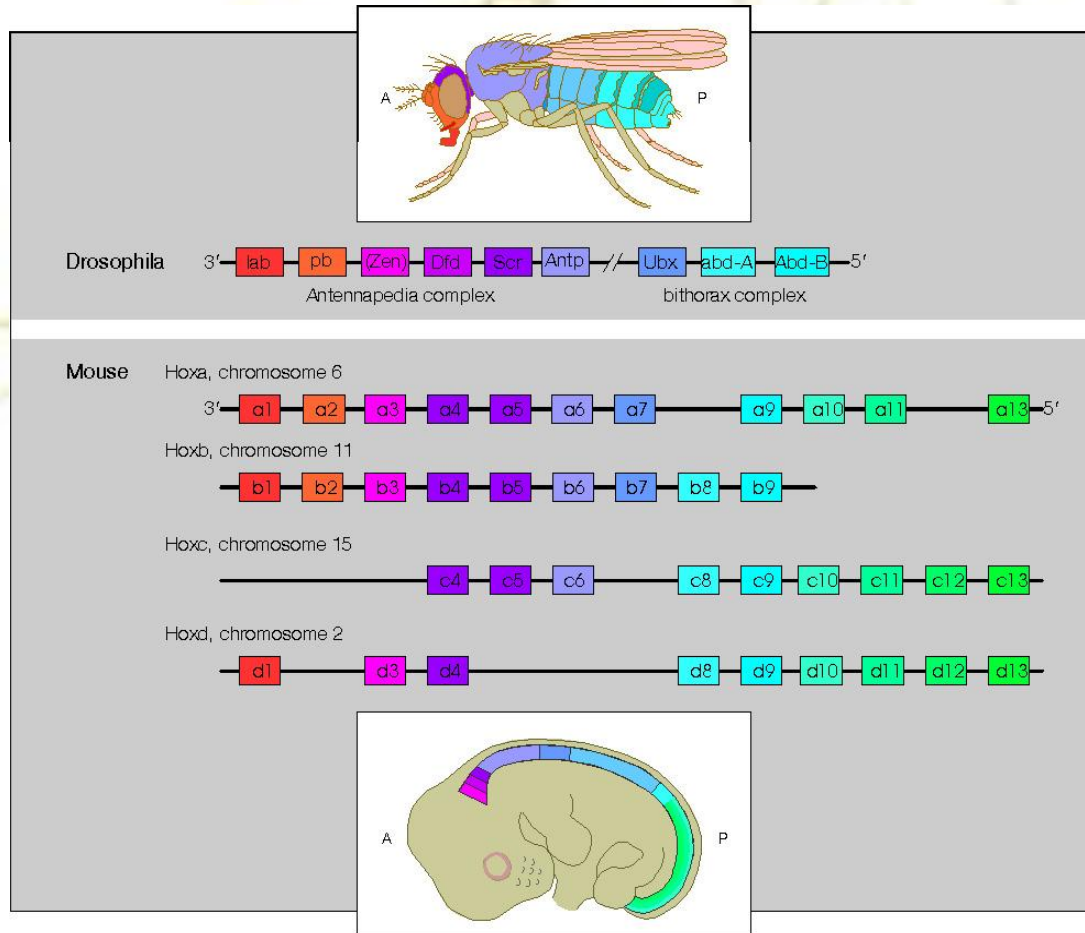 A P
Drosophila 3' lab pb (Zen) Dfd Scr Antp Ubx abd-A Abd-B 5'
Antennapedia complex bithorax complex
Mouse Hoxa, chromosome 6
3' a1 a2 a3 a4 a5 a6 a7 a9 a10 a11 a13 5'
Hoxb, chromosome 11
b1 b2 b3 b4 b5 b6 b7 b8 b9
Hoxc, chromosome 15
c4 c5 c6 c8 c9 c10 c11 c12 c13
Hoxd, chromosome 2
d1 d3 d4 d8 d9 d10 d11 d12 d13
A P